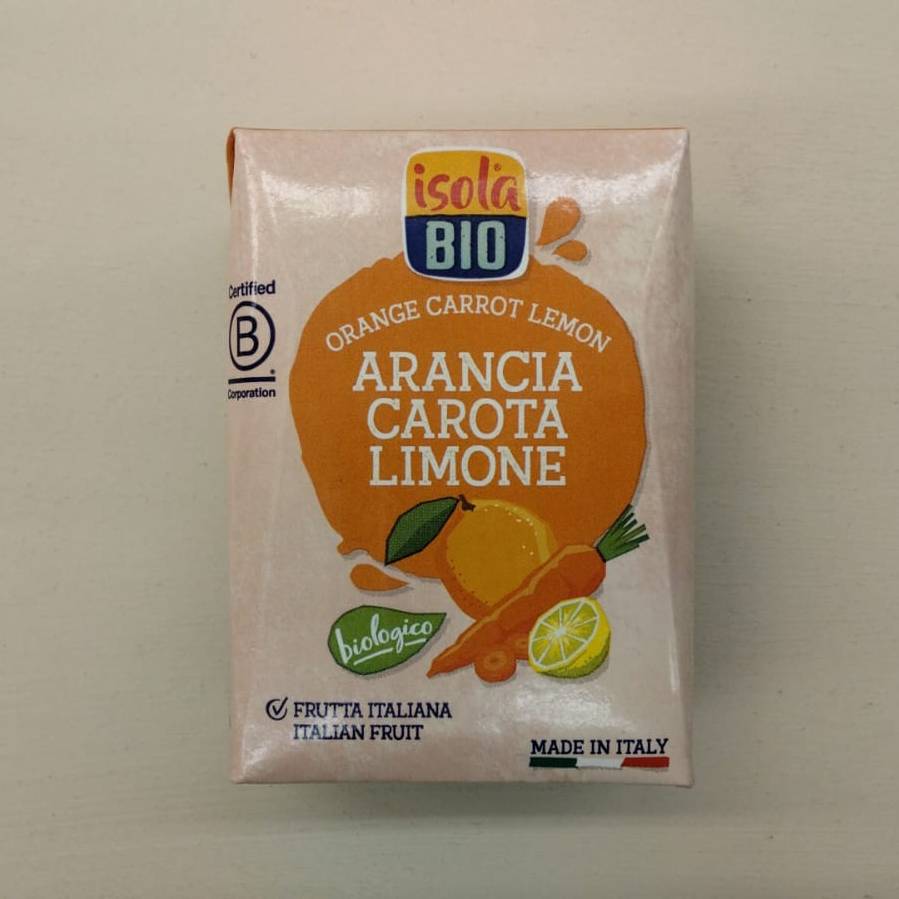 isola
BIO
Certified
B
Corporation
ORANGE CARROT LEMON
ARANCIA
CAROTA
LIMONE
biologico
FRUTTA ITALIANA
ITALIAN FRUIT
MADE IN ITALY